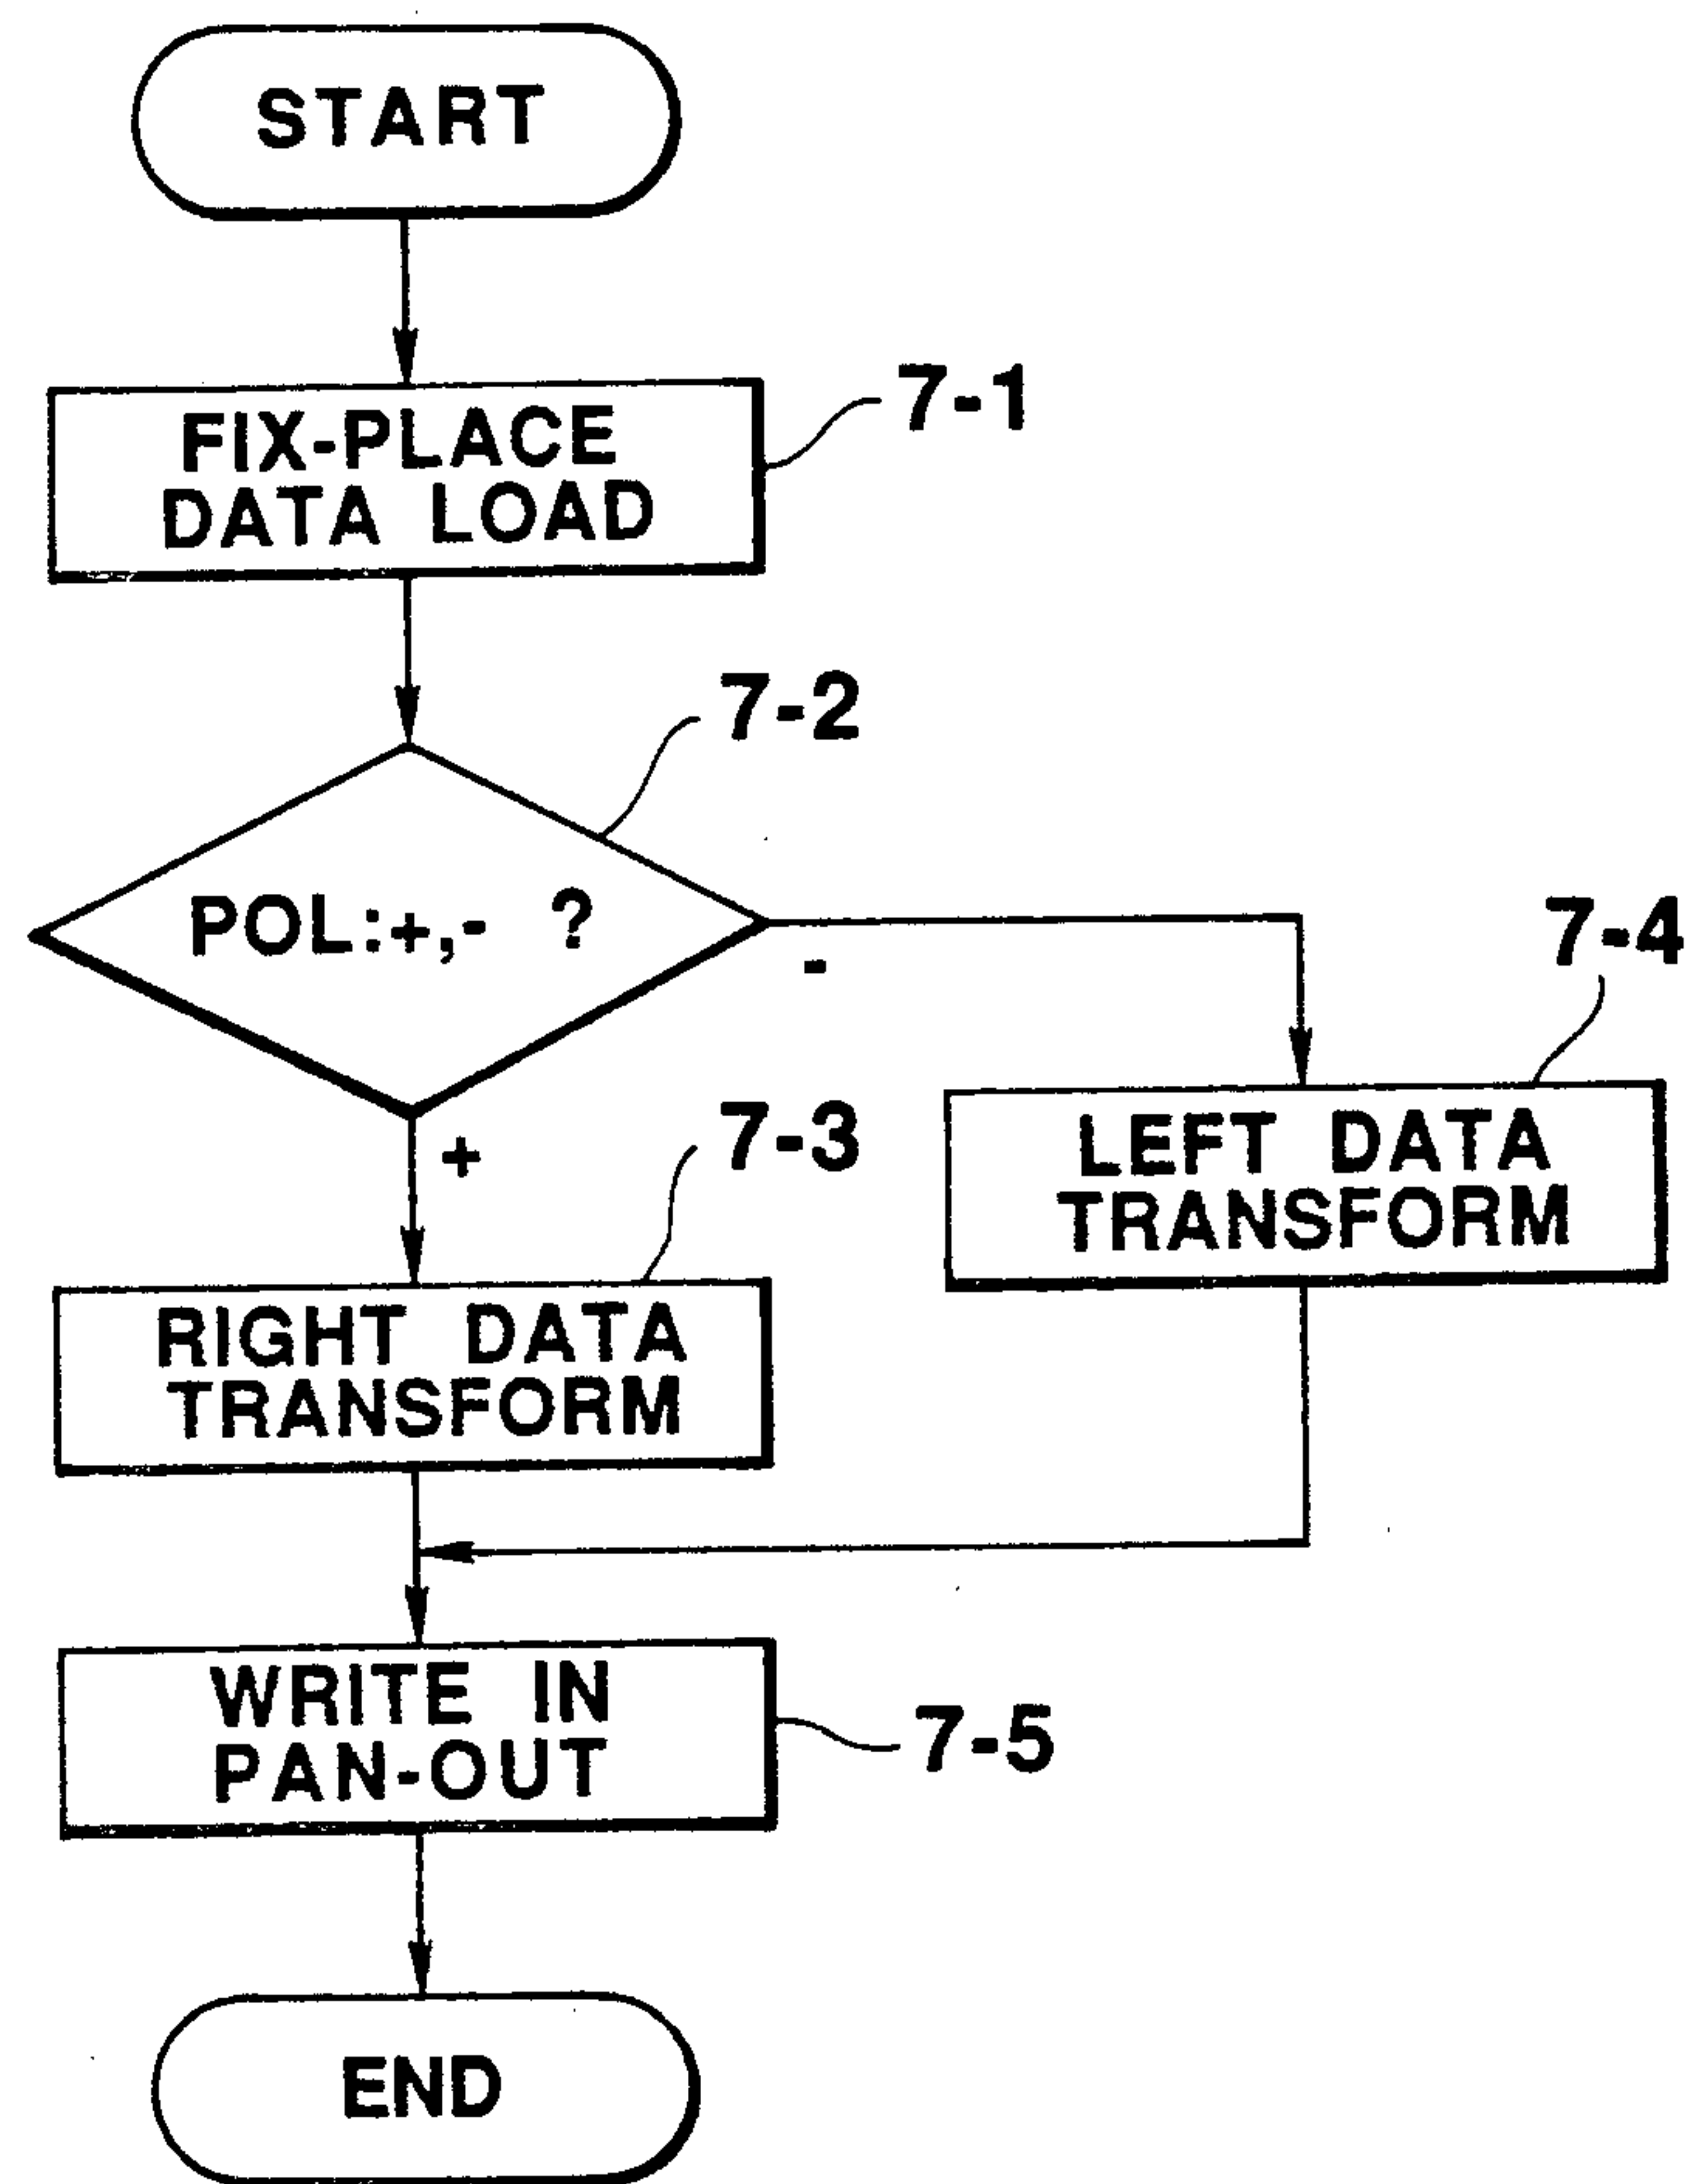 START
7-1
FIX-PLACE
DATA LOAD
7-2
POL:+,- ?
-
7-4
+
7-3
LEFT DATA
TRANSFORM
RIGHT DATA
TRANSFORM
WRITE IN
PAN-OUT
7-5
END